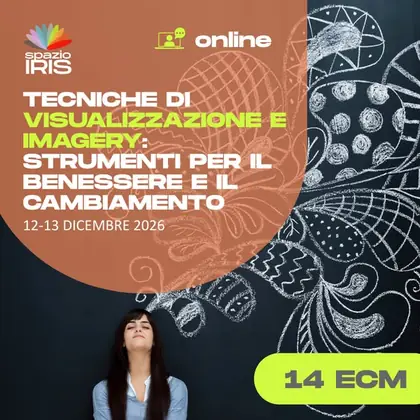 spazio
IRIS
online
TECNICHE DI
VISUALIZZAZIONE E
IMAGERY:
STRUMENTI PER IL
BENESSERE E IL
CAMBIAMENTO
12-13 DICEMBRE 2026
14 ECM